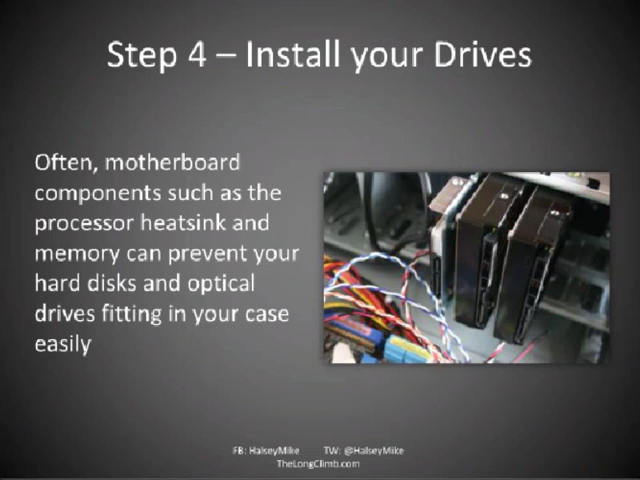 Step 4 – Install your Drives
Often, motherboard
components such as the
processor heatsink and
memory can prevent your
hard disks and optical
drives fitting in your case
easily
FB: HalseyMike TW: @HalseyMike
TheLongClimb.com